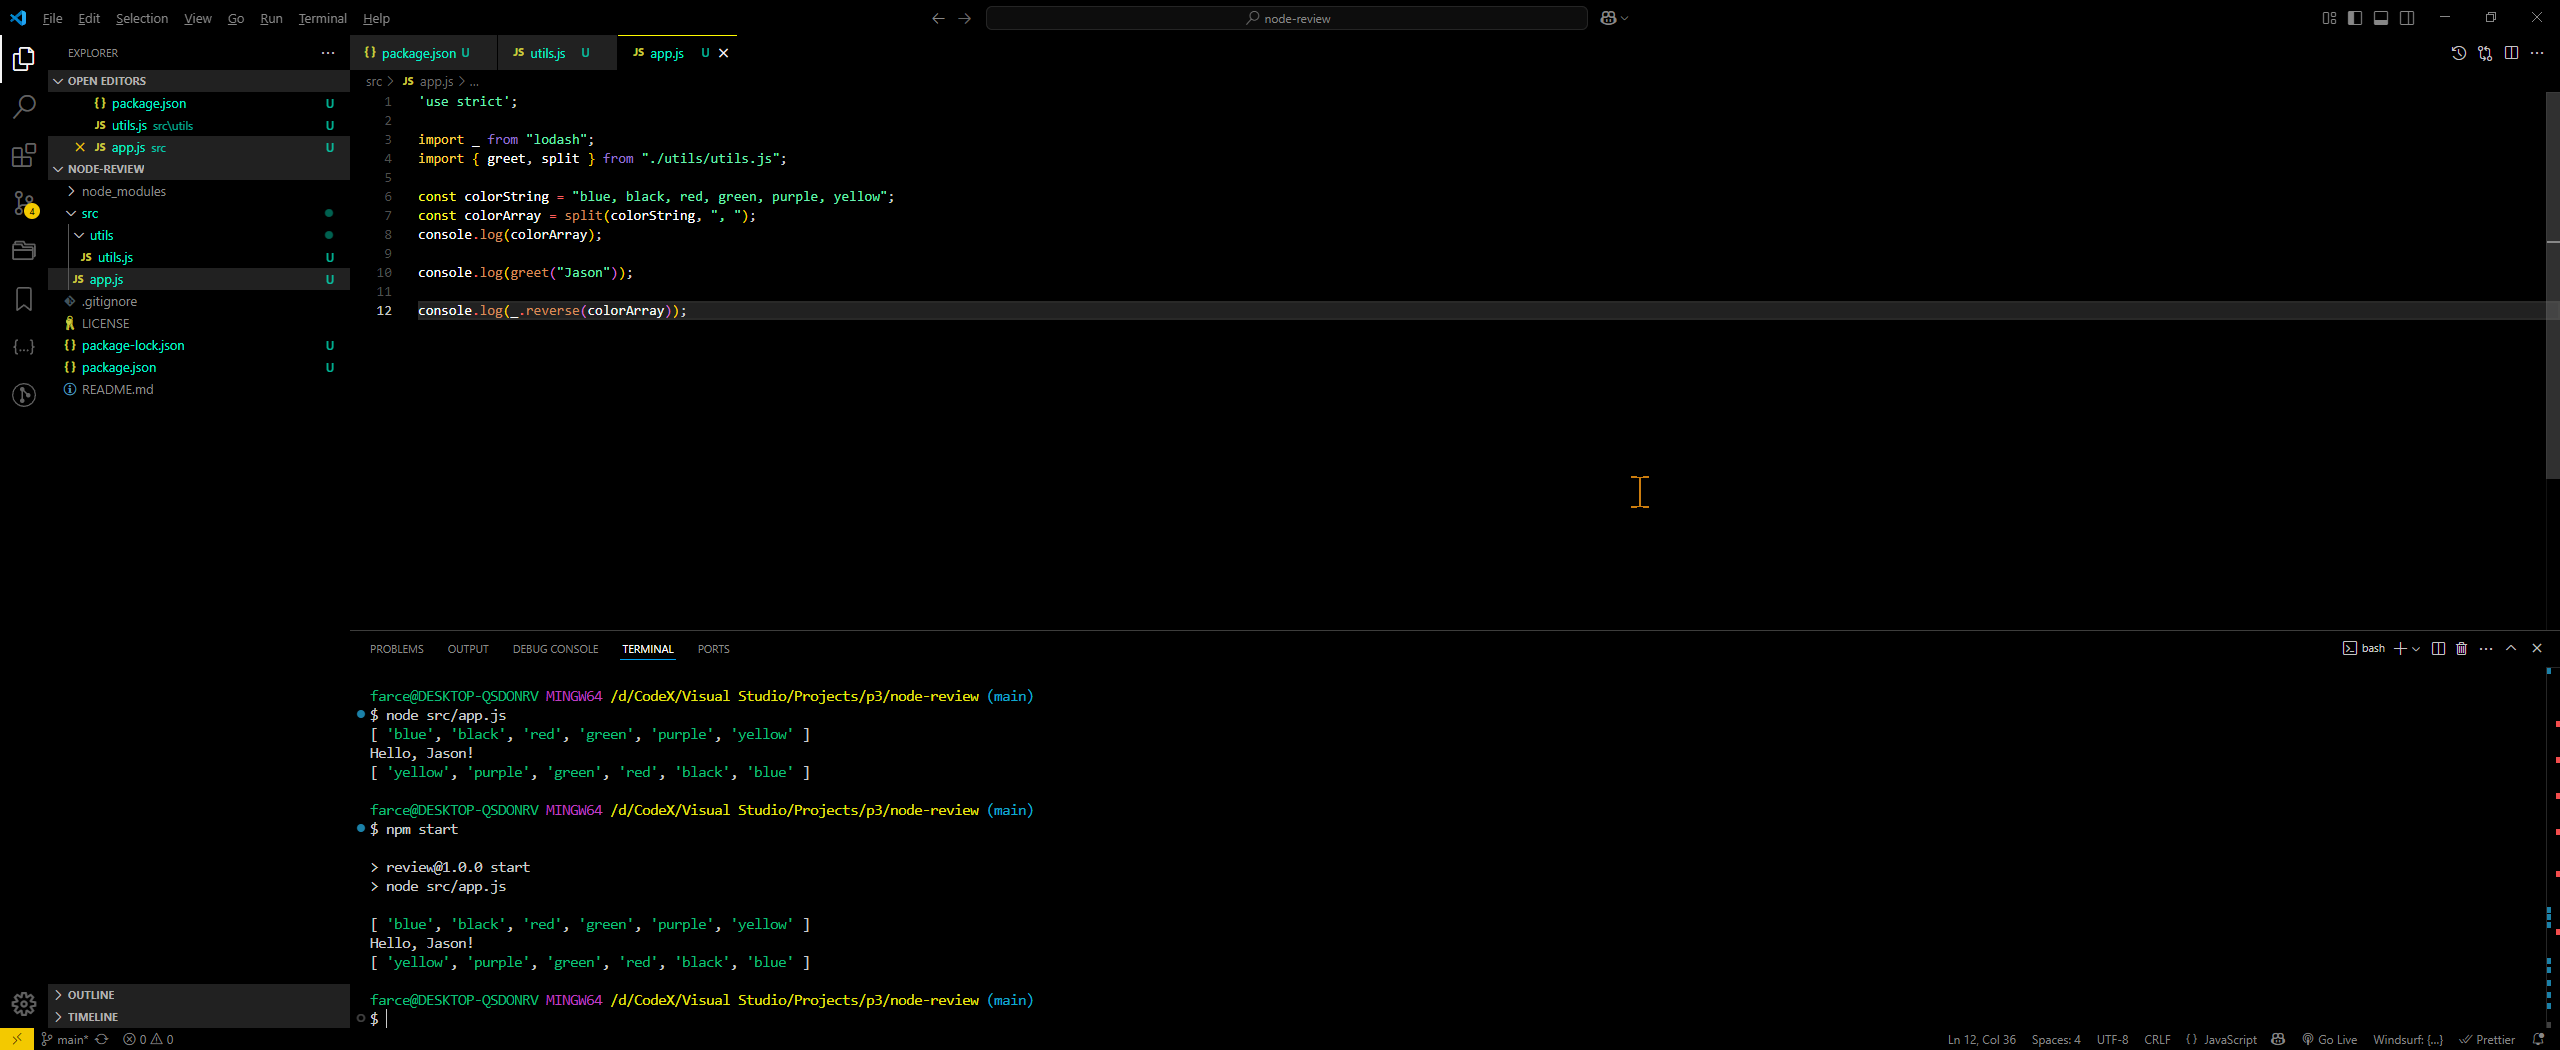 File Edit Selection View Go Run Terminal Help
node-review
EXPLORER
OPEN EDITORS
package.json U
utils.js src\utils U
app.js src U
NODE-REVIEW
node_modules
src
utils
JS utils.js U
JS app.js U
.gitignore
LICENSE
package-lock.json U
package.json U
README.md
OUTLINE
TIMELINE
{} package.json U JS utils.js U JS app.js U
src > JS app.js > ...
1 'use strict';
2
3 import _ from "lodash";
4 import { greet, split } from "./utils/utils.js";
5
6 const colorString = "blue, black, red, green, purple, yellow";
7 const colorArray = split(colorString, ", ");
8 console.log(colorArray);
9
10 console.log(greet("Jason"));
11
12 console.log(_.reverse(colorArray));
PROBLEMS OUTPUT DEBUG CONSOLE TERMINAL PORTS
bash
farce@DESKTOP-QSDONRV MINGW64 /d/CodeX/Visual Studio/Projects/p3/node-review (main)
$ node src/app.js
[ 'blue', 'black', 'red', 'green', 'purple', 'yellow' ]
Hello, Jason!
[ 'yellow', 'purple', 'green', 'red', 'black', 'blue' ]
farce@DESKTOP-QSDONRV MINGW64 /d/CodeX/Visual Studio/Projects/p3/node-review (main)
$ npm start
> review@1.0.0 start
> node src/app.js
[ 'blue', 'black', 'red', 'green', 'purple', 'yellow' ]
Hello, Jason!
[ 'yellow', 'purple', 'green', 'red', 'black', 'blue' ]
farce@DESKTOP-QSDONRV MINGW64 /d/CodeX/Visual Studio/Projects/p3/node-review (main)
$
main* 0 0 Ln 12, Col 36 Spaces: 4 UTF-8 CRLF {} JavaScript Go Live Windsurf: {...} Prettier